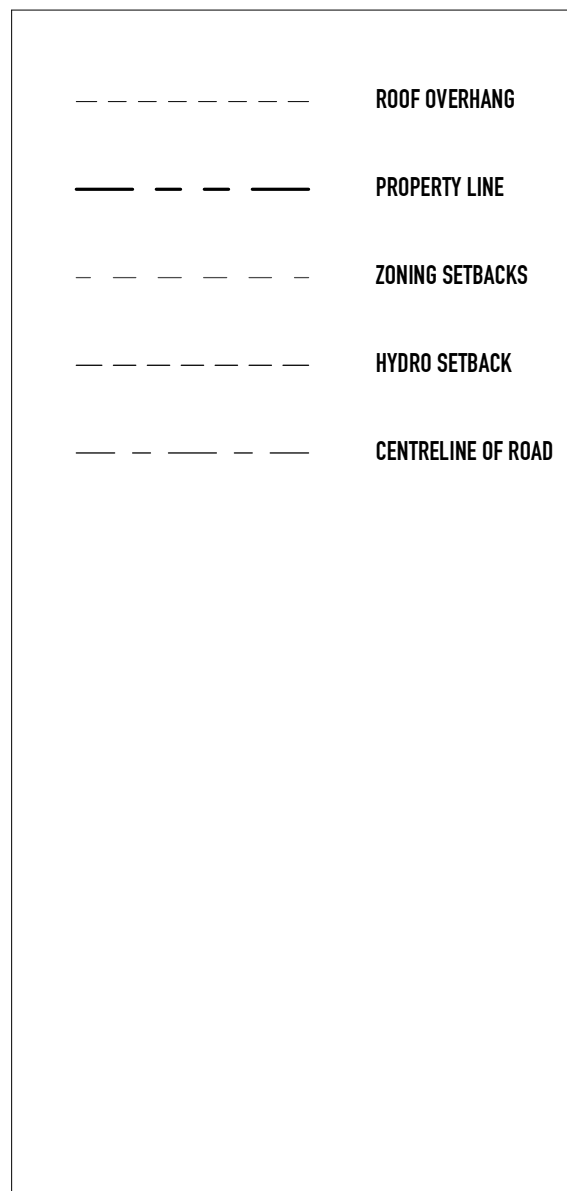 ROOF OVERHANG
PROPERTY LINE
ZONING SETBACKS
HYDRO SETBACK
CENTRELINE OF ROAD